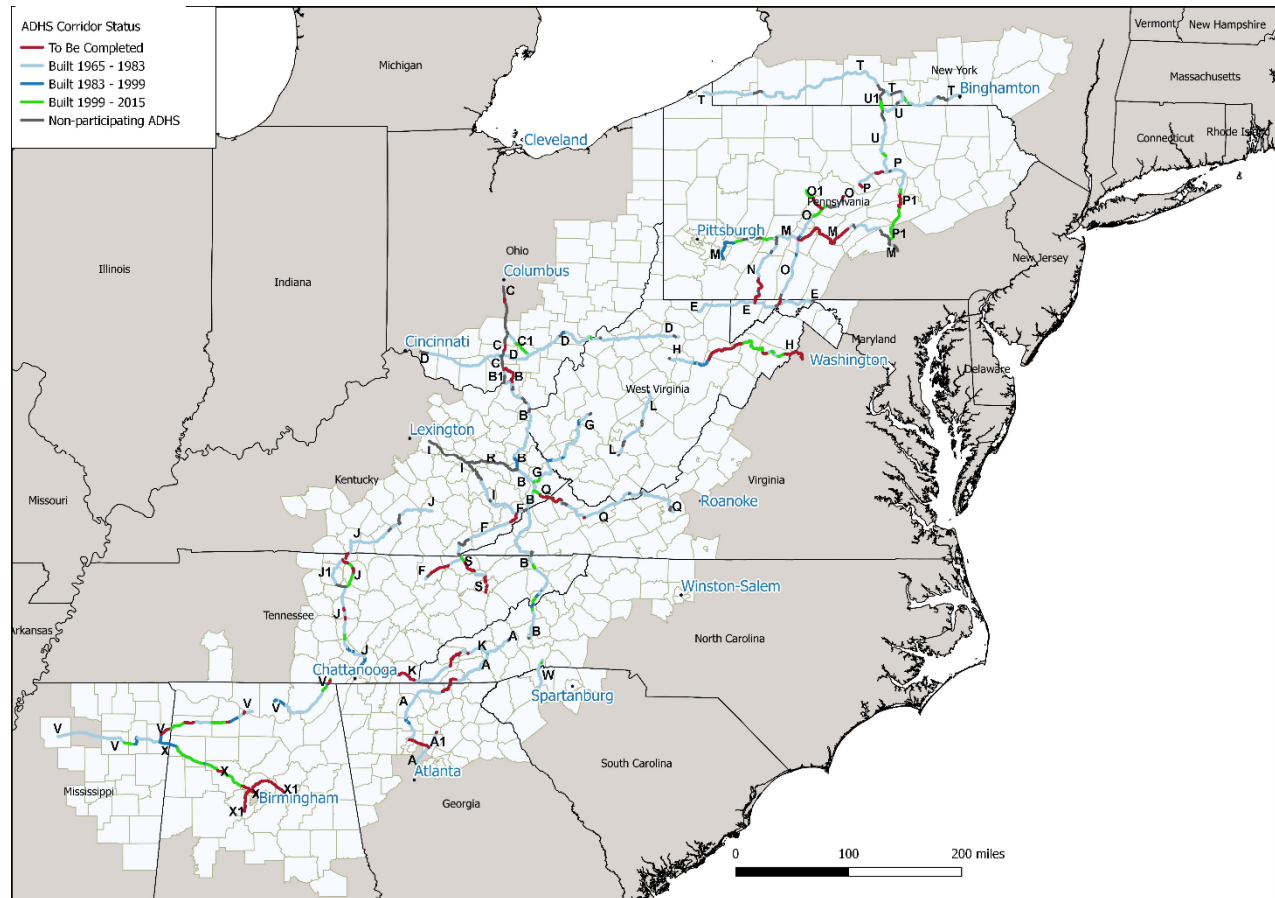 ADHS Corridor Status
To Be Completed
Built 1965 - 1983
Built 1983 - 1999
Built 1999 - 2015
Non-participating ADHS
Vermont
New Hampshire
Michigan
New York
Massachusetts
T
T
T
T
U1
U
Binghamton
Connecticut
Rhode Island
Cleveland
U
P
O1
O
P
Pennsylvania
P1
O
Pittsburgh
M
M
M
P1
M
Ohio
New Jersey
Illinois
Indiana
Columbus
C
N
O
E
E
E
Cincinnati
D
C
C1
D
D
D
H
H
Maryland
Washington
C
B1
B
Delaware
West Virginia
L
B
G
Lexington
I
R
I
B
L
Kentucky
G
B
Q
Virginia
Missouri
J
I
B
Q
Q
Roanoke
F
F
J
S
B
J1
J
F
S
Winston-Salem
Tennessee
J
Arkansas
North Carolina
A
B
K
J
A
Chattanooga
K
W
V
Spartanburg
V
V
A
V
V
V
X
A1
South Carolina
A
Atlanta
X
Mississippi
X
X1
Birmingham
X1
Georgia
0
100
200 miles